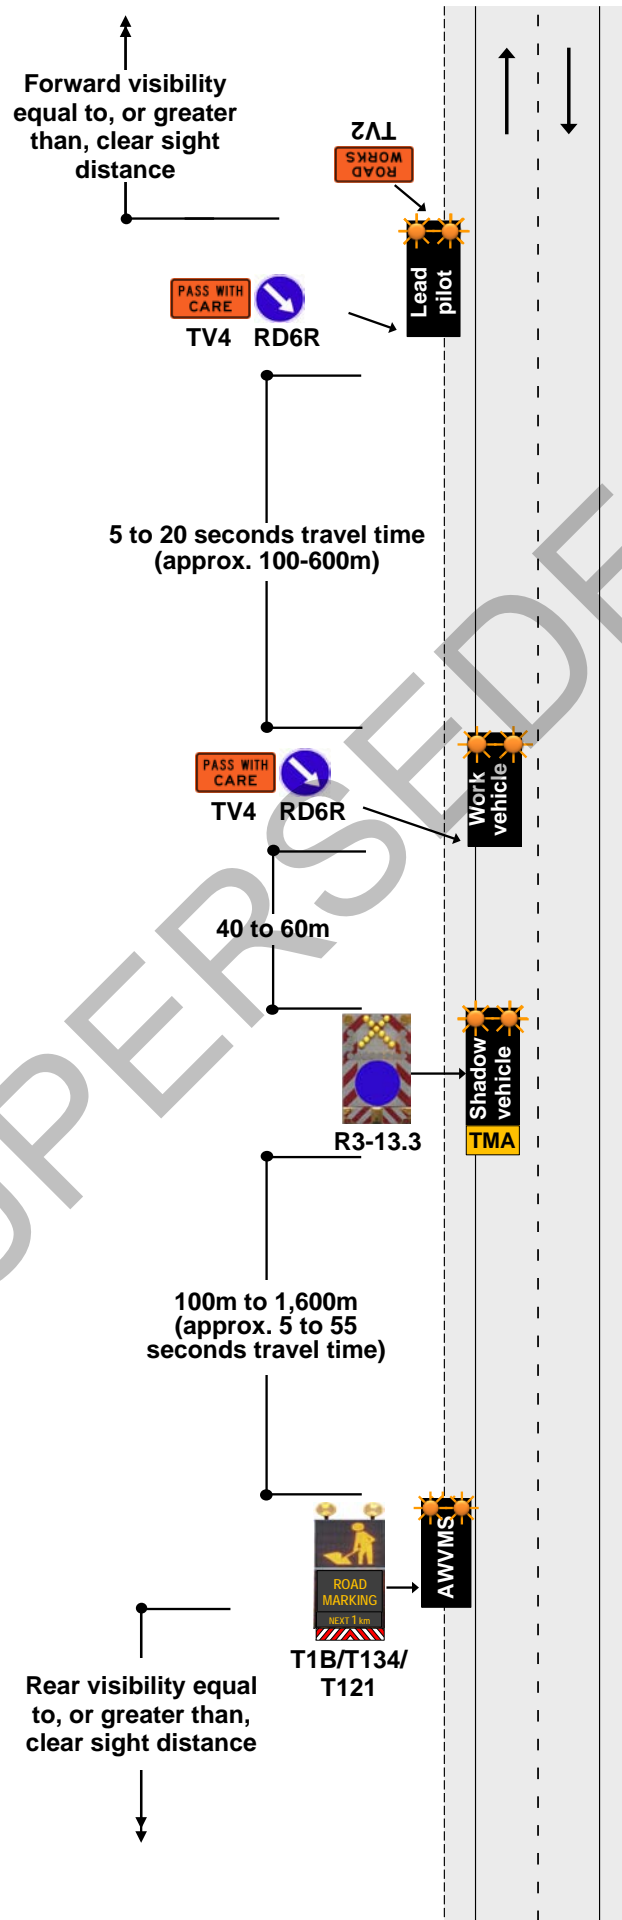 Forward visibility
equal to, or greater
than, clear sight
distance
TV2
ROAD
WORKS
Lead
pilot
PASS WITH
CARE
TV4 RD6R
5 to 20 seconds travel time
(approx. 100-600m)
PASS WITH
CARE
TV4 RD6R
Work
vehicle
40 to 60m
Shadow
vehicle
TMA
R3-13.3
100m to 1,600m
(approx. 5 to 55
seconds travel time)
AWVMS
ROAD
MARKING
NEXT 1 km
T1B/T134/
T121
Rear visibility equal
to, or greater than,
clear sight distance
UPERSEDE